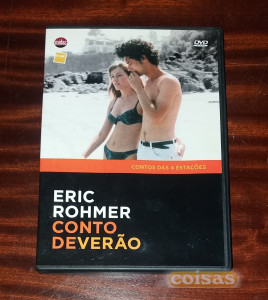 DVD
CONTOS DAS 4 ESTAÇÕES
ERIC
ROHMER
CONTO
DEVERÃO
coisas